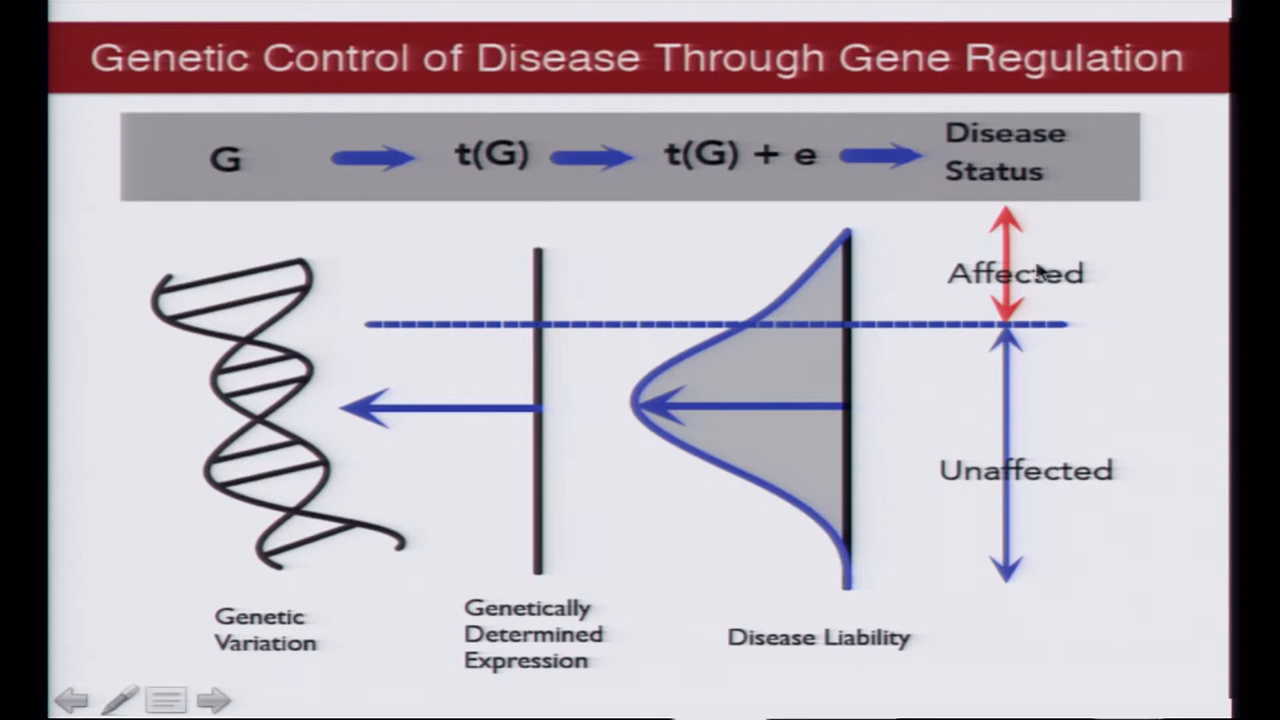 Genetic Control of Disease Through Gene Regulation
G
t(G)
t(G) + e
Disease
Status
Affected
Unaffected
Genetic
Variation
Genetically
Determined
Expression
Disease Liability